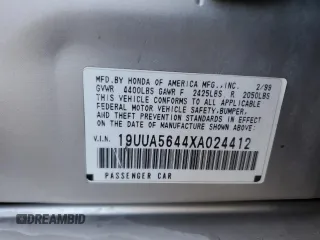 MFD.BY HONDA OF AMERICA MFG.,INC. 2/99
GVWR 4400LBS GAWR F 2425LBS R 2050LBS
THIS VEHICLE CONFORMS TO ALL APPLICABLE
FEDERAL MOTOR VEHICLE SAFETY,BUMPER,
AND THEFT PREVENTION STANDARDS IN EFFECT
ON THE DATE OF MANUFACTURE SHOWN ABOVE.
V.I.N. 19UUA5644XA024412
PASSENGER CAR
DREAMBID